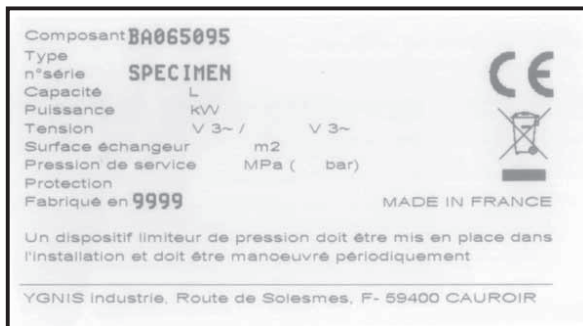 Composant BA065095
Type
n°série SPECIMEN
Capacité L
Puissance kW
Tension V 3~ / V 3~
Surface échangeur m2
Pression de service MPa ( bar)
Protection
Fabriqué en 9999 MADE IN FRANCE
CE
Un dispositif limiteur de pression doit être mis en place dans
l'installation et doit être manoeuvré périodiquement
YGNIS Industrie, Route de Solesmes, F- 59400 CAUROIR